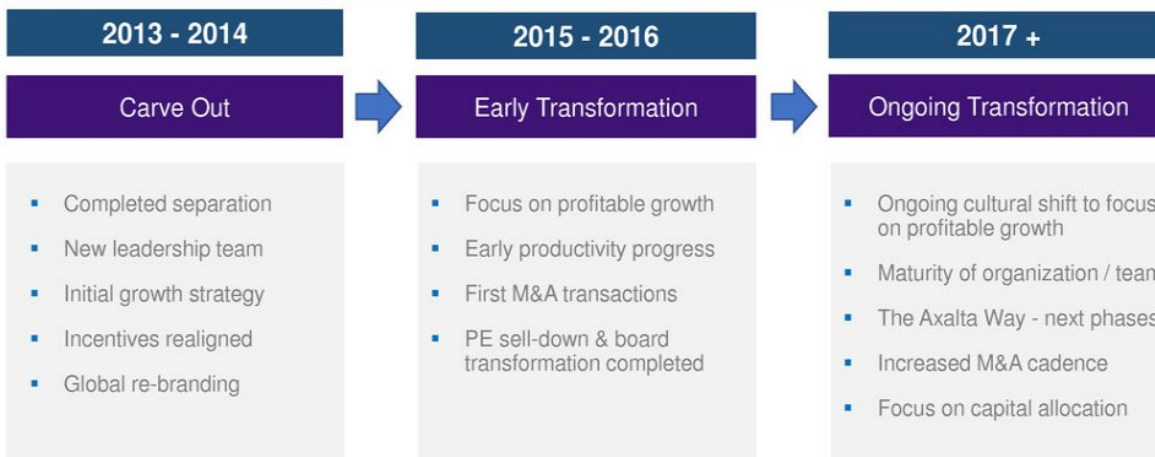 2013 - 2014
Carve Out
▪ Completed separation
▪ New leadership team
▪ Initial growth strategy
▪ Incentives realigned
▪ Global re-branding
2015 - 2016
Early Transformation
▪ Focus on profitable growth
▪ Early productivity progress
▪ First M&A transactions
▪ PE sell-down & board
transformation completed
2017 +
Ongoing Transformation
▪ Ongoing cultural shift to focus
on profitable growth
▪ Maturity of organization / team
▪ The Axalta Way - next phases
▪ Increased M&A cadence
▪ Focus on capital allocation